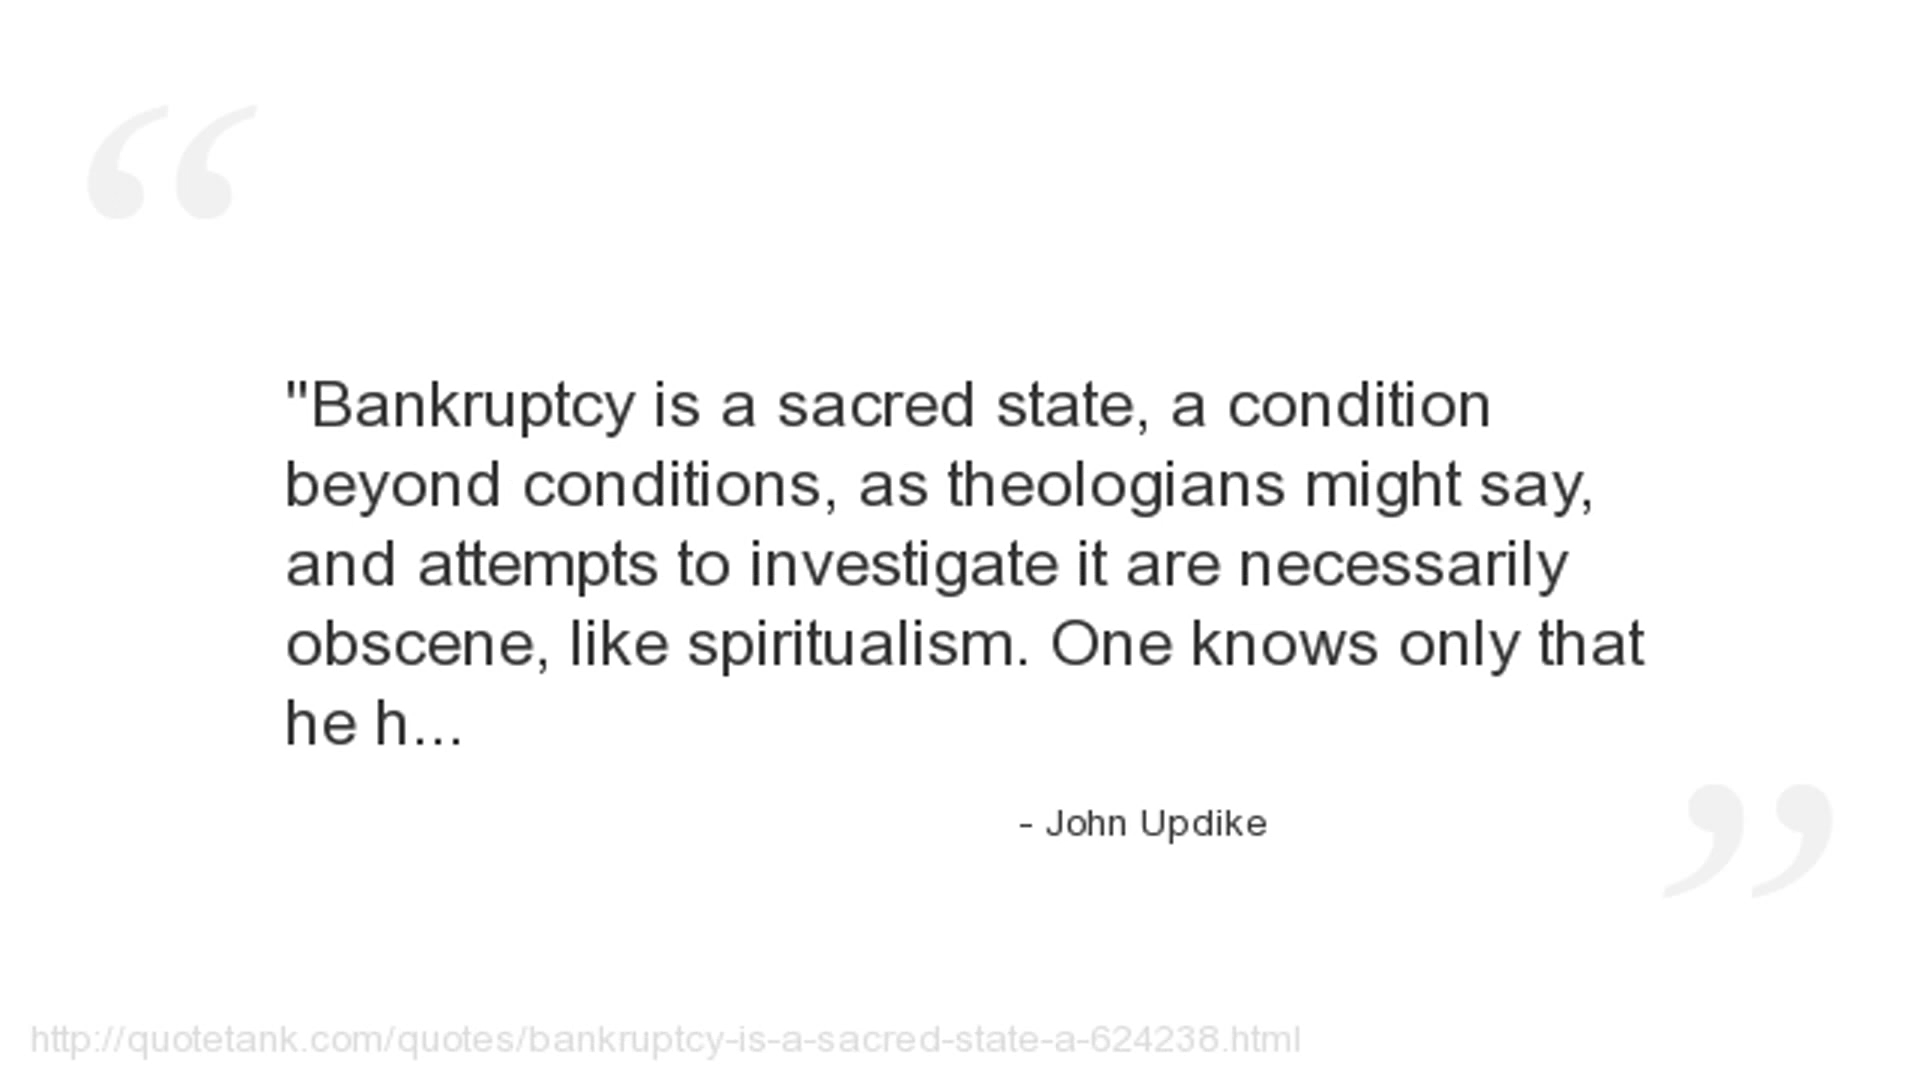 “
"Bankruptcy is a sacred state, a condition
beyond conditions, as theologians might say,
and attempts to investigate it are necessarily
obscene, like spiritualism. One knows only that
he h...
- John Updike
”
http://quotetank.com/quotes/bankruptcy-is-a-sacred-state-a-624238.html